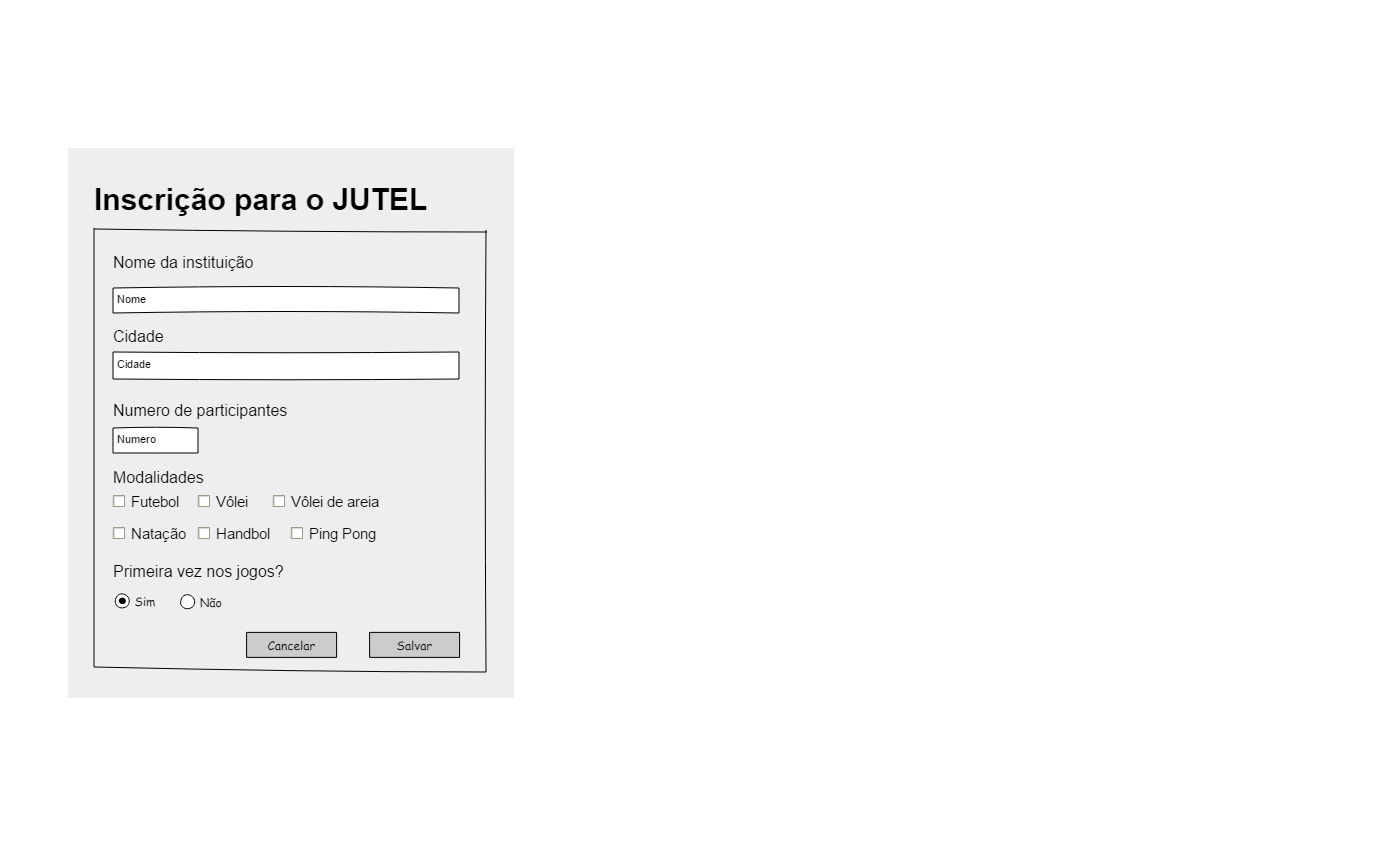 Inscrição para o JUTEL
Nome da instituição
Nome
Cidade
Cidade
Numero de participantes
Numero
Modalidades
Futebol Vôlei Vôlei de areia
Natação Handbol Ping Pong
Primeira vez nos jogos?
Sim Não
Cancelar Salvar